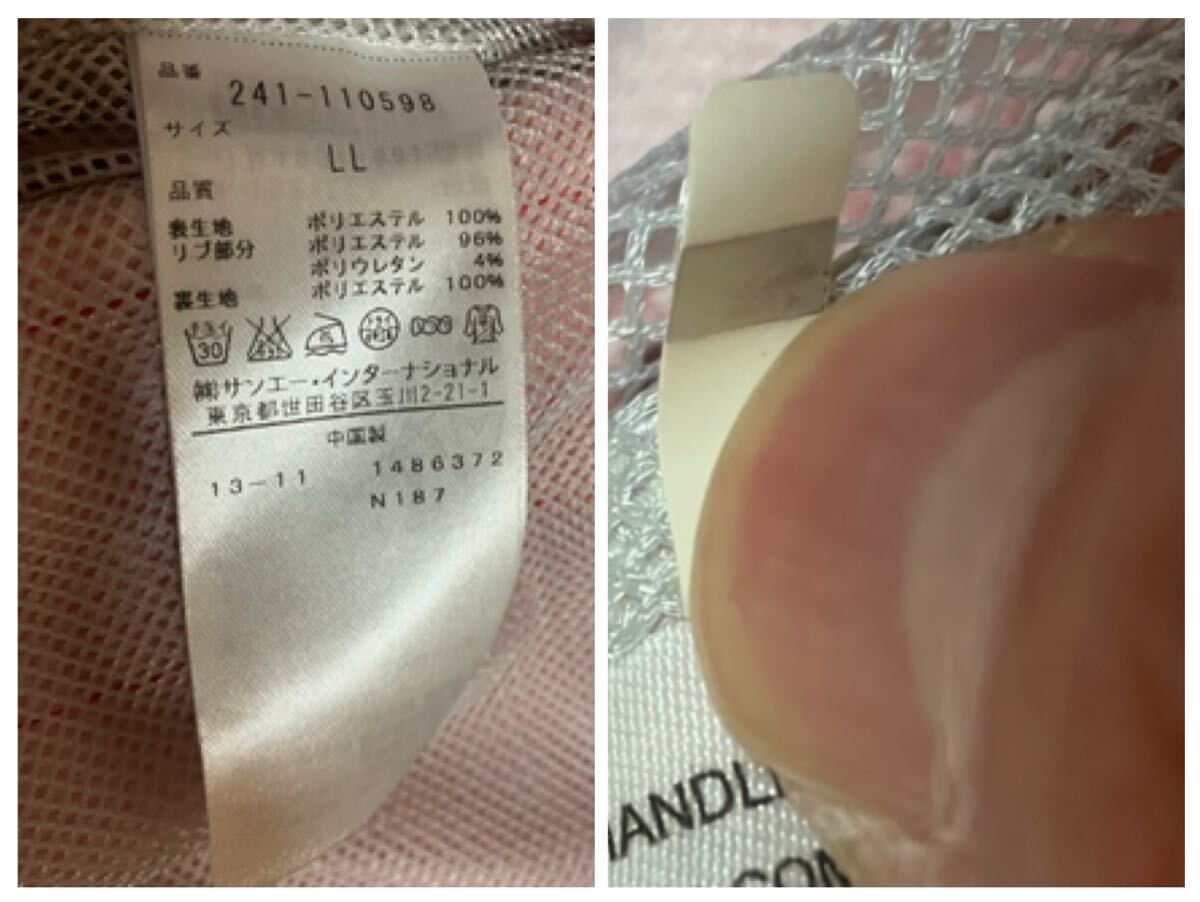 品番
241-110598
サイズ
LL
品質
表生地 ポリエステル 100%
リブ部分 ポリエステル 96%
ポリウレタン 4%
裏生地 ポリエステル 100%
30
㈱サンエー・インターナショナル
東京都世田谷区玉川2-21-1
中国製
13-11 1486372
N187
HANDL
COM